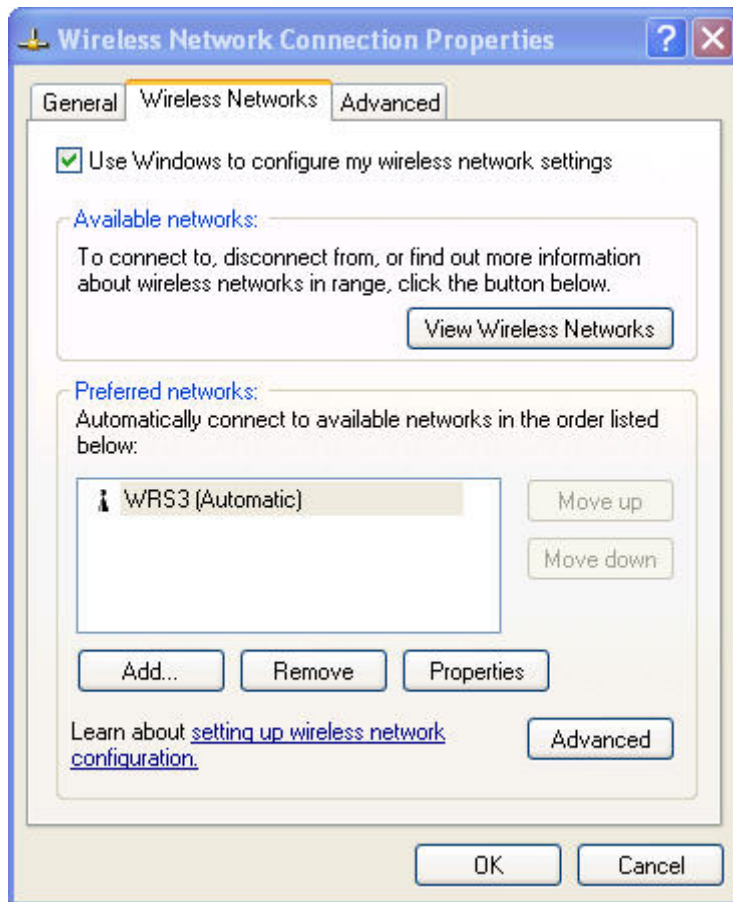 Wireless Network Connection Properties
General Wireless Networks Advanced
Use Windows to configure my wireless network settings
Available networks:
To connect to, disconnect from, or find out more information
about wireless networks in range, click the button below.
View Wireless Networks
Preferred networks:
Automatically connect to available networks in the order listed
below:
WRS3 (Automatic)
Move up
Move down
Add... Remove Properties
Learn about setting up wireless network
configuration.
Advanced
OK Cancel